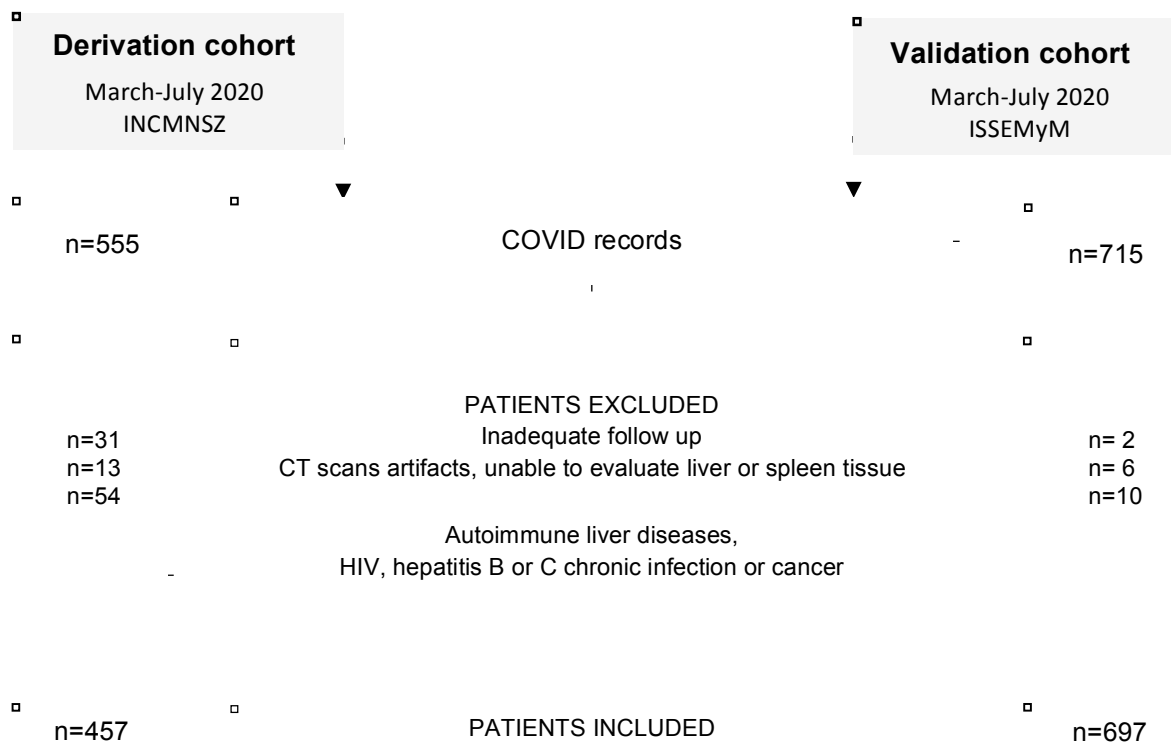 Derivation cohort
March-July 2020
INCMNSZ
Validation cohort
March-July 2020
ISSEMyM
n=555
COVID records
n=715
PATIENTS EXCLUDED
n=31
Inadequate follow up
n= 2
n=13
CT scans artifacts, unable to evaluate liver or spleen tissue
n= 6
n=54
n=10
Autoimmune liver diseases,
HIV, hepatitis B or C chronic infection or cancer
n=457
PATIENTS INCLUDED
n=697